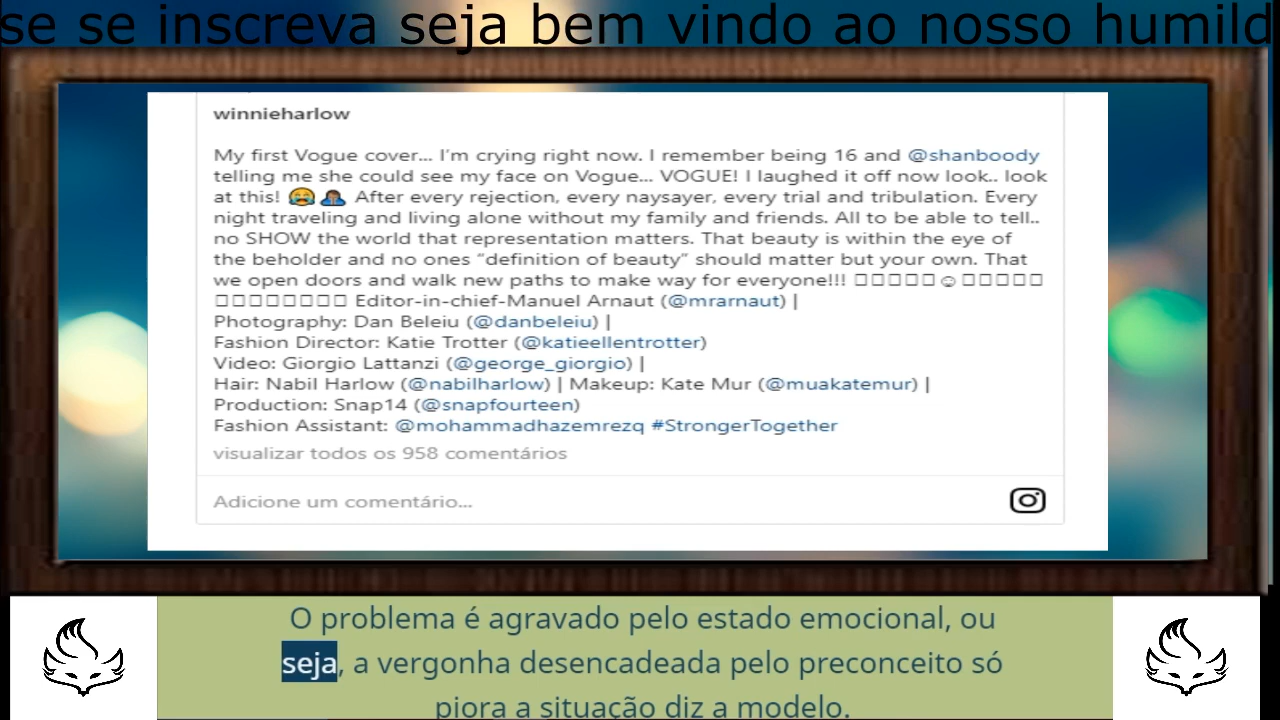 se se inscreva seja bem vindo ao nosso humild
winnieharlow
My first Vogue cover... I'm crying right now. I remember being 16 and @shanboody
telling me she could see my face on Vogue... VOGUE! I laughed it off now look.. look
at this! 😭 🤦🏾‍♀️ After every rejection, every naysayer, every trial and tribulation. Every
night traveling and living alone without my family and friends. All to be able to tell..
no SHOW the world that representation matters. That beauty is within the eye of
the beholder and no ones “definition of beauty” should matter but your own. That
we open doors and walk new paths to make way for everyone!!! □□□□□☺□□□□□
□□□□□□□□□ Editor-in-chief-Manuel Arnaut (@mrarnaut) |
Photography: Dan Beleiu (@danbeleiu) |
Fashion Director: Katie Trotter (@katieellentrotter)
Video: Giorgio Lattanzi (@george_giorgio) |
Hair: Nabil Harlow (@nabilharlow) | Makeup: Kate Mur (@muakatemur) |
Production: Snap14 (@snapfourteen)
Fashion Assistant: @mohammadhazemrezq #StrongerTogether
visualizar todos os 958 comentários
Adicione um comentário...
O problema é agravado pelo estado emocional, ou
seja, a vergonha desencadeada pelo preconceito só
piora a situação diz a modelo.